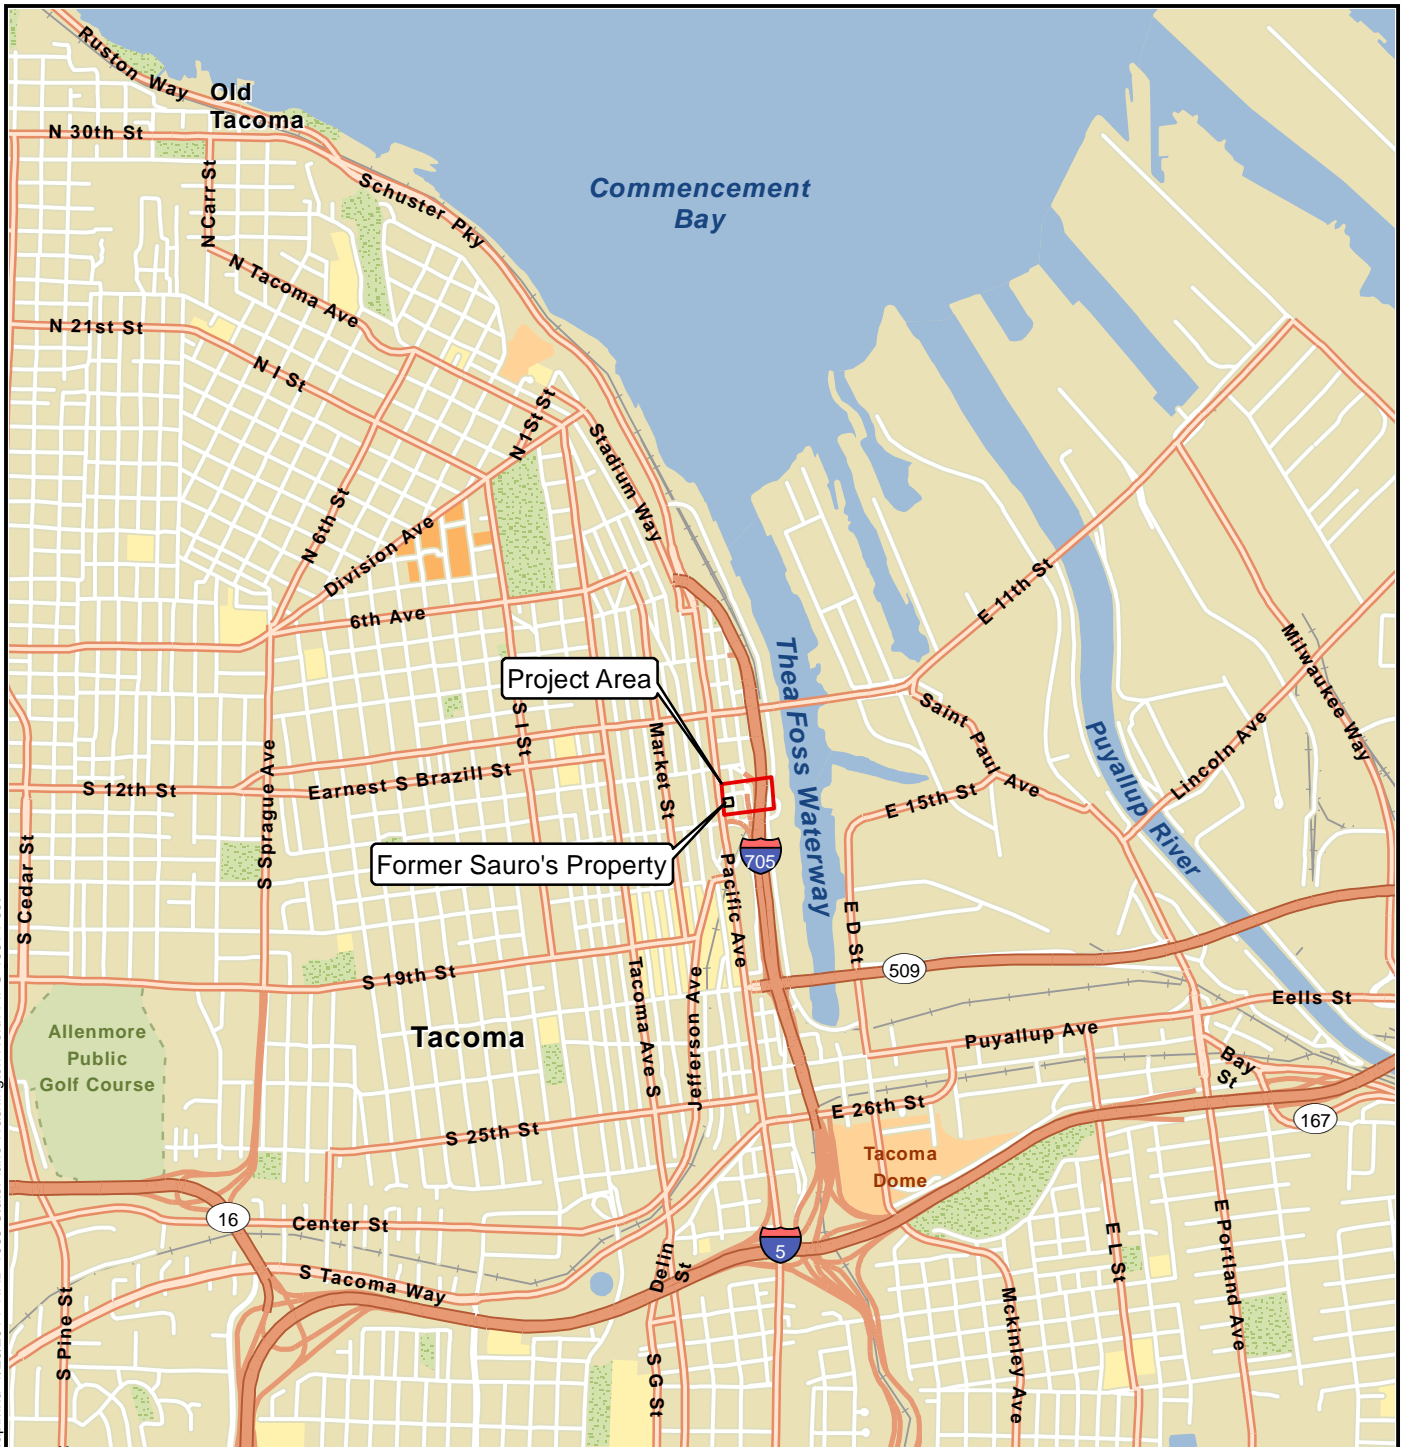 Ruston Way
Old
Tacoma
N 30th St
N Carr St
Schuster Pky
Commencement
Bay
N Tacoma Ave
N 21st St
N I St
N 1St St
Stadium Way
N 6th St
Division Ave
6th Ave
E 11th St
Milwaukee Way
Thea Foss Waterway
Project Area
S I St
Market St
Saint Paul Ave
Puyallup River
Lincoln Ave
S 12th St
S Sprague Ave
Earnest S Brazill St
E 15th St
S Cedar St
Former Sauro's Property
705
Pacific Ave
E D St
S 19th St
509
Tacoma Ave S
Jefferson Ave
Eells St
Allenmore
Public
Golf Course
Tacoma
Puyallup Ave
Bay
St
E 26th St
167
S 25th St
Tacoma
Dome
16
Center St
5
Delin
St
S Tacoma Way
E L St
E Portland Ave
S Pine St
Mckinley Ave
S G St